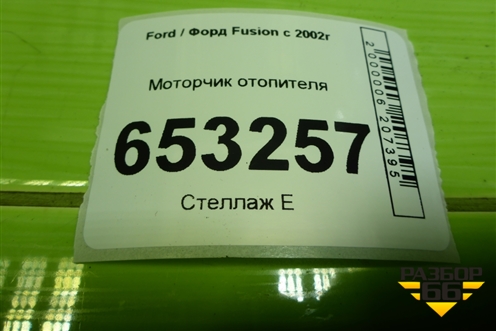 Ford / Форд Fusion с 2002г
Моторчик отопителя
653257
Стеллаж Е
2000006207395
РАЗБОР
66